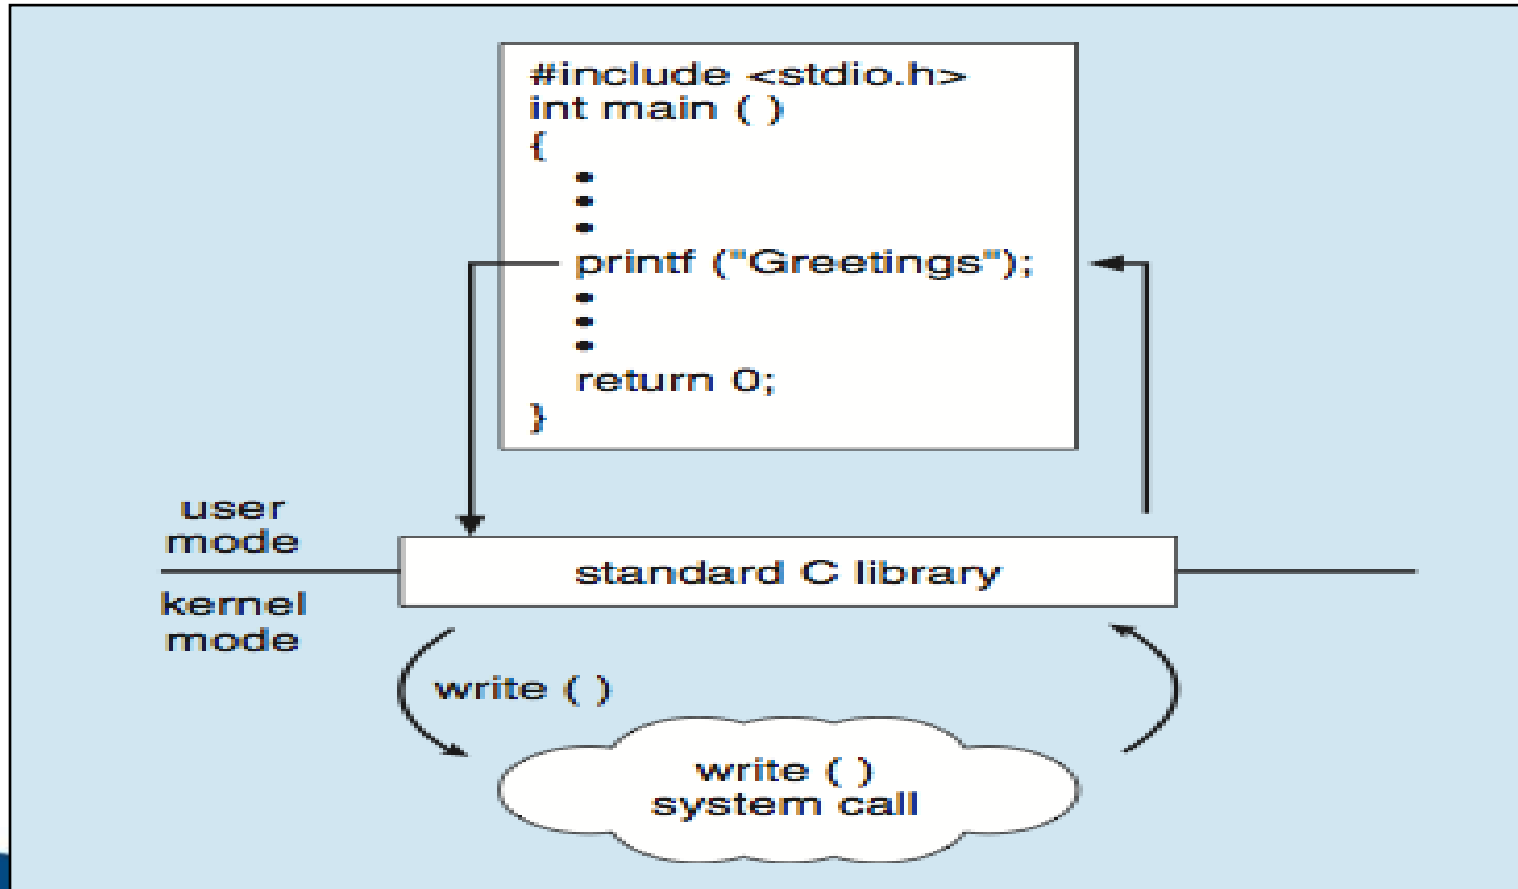 #include <stdio.h>
int main ( )
{
•
•
•
printf ("Greetings");
•
•
•
return 0;
}
user
mode
standard C library
kernel
mode
write ( )
write ( )
system call